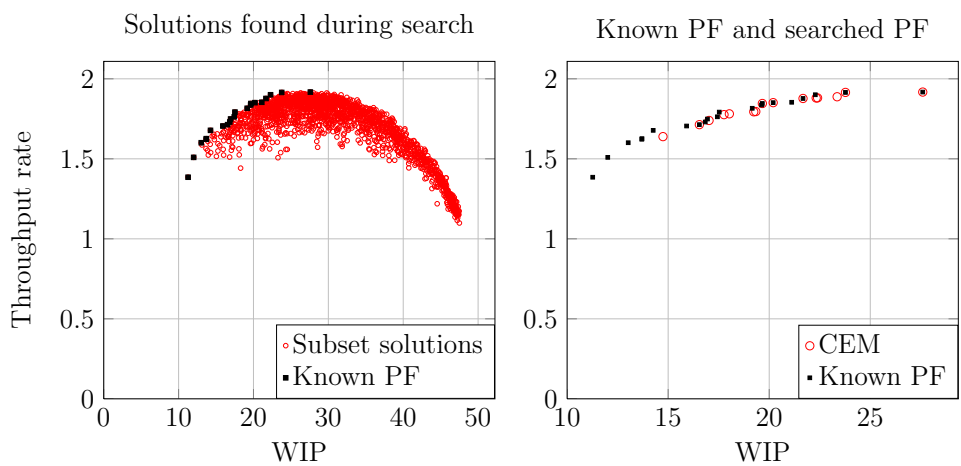 Solutions found during search
Throughput rate
2
1.5
1
0.5
0
0
10
20
30
40
50
WIP
Subset solutions
Known PF
Known PF and searched PF
2
1.5
1
0.5
0
10
15
20
25
WIP
CEM
Known PF